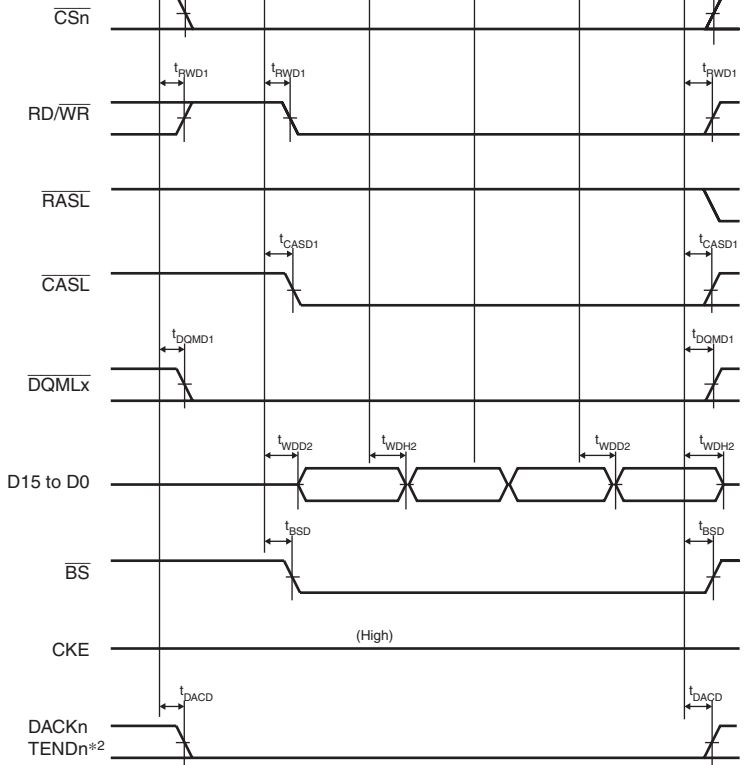 CSn
tRWD1 tRWD1 tRWD1
RD/WR
RASL
tCASD1 tCASD1
CASL
tDQMD1 tDQMD1
DQMLx
tWDD2 tWDH2 tWDD2 tWDH2
D15 to D0
tBSD tBSD
BS
(High)
CKE
tDACD tDACD
DACKn
TENDn*2